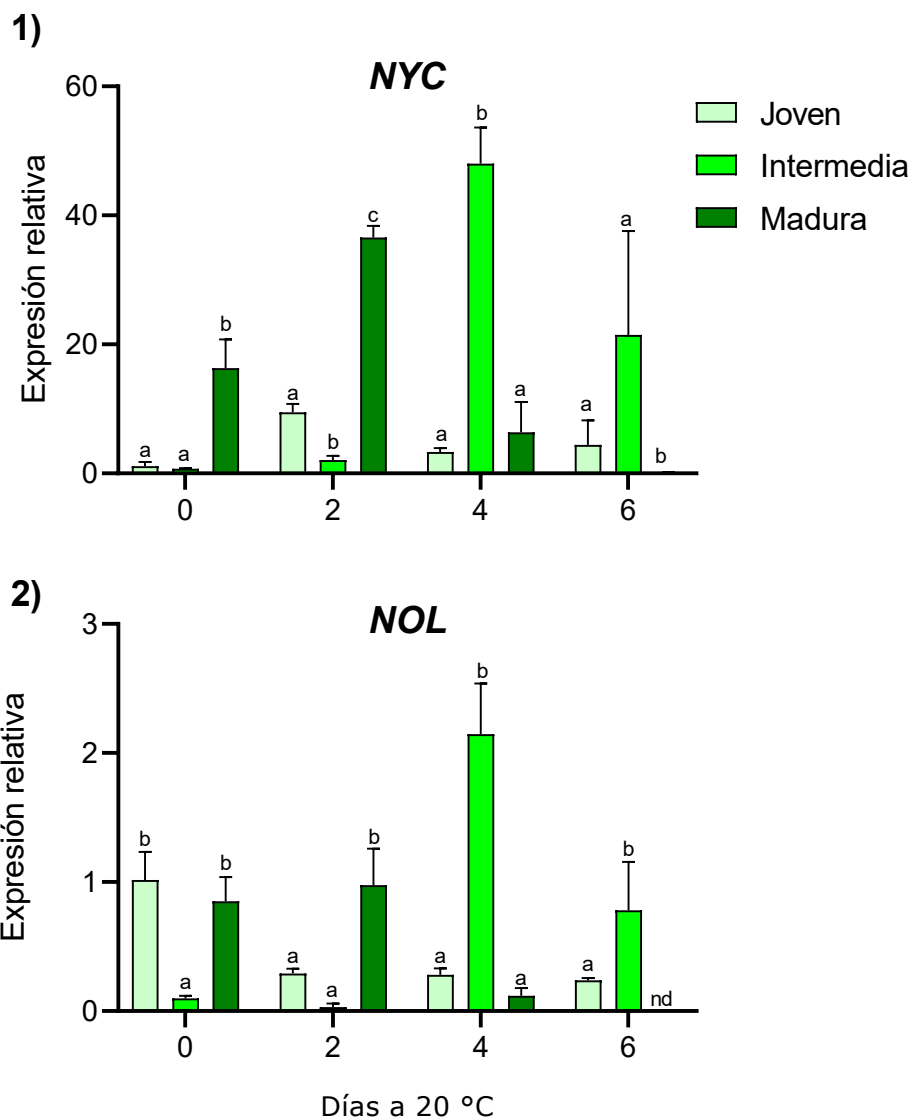 1)
NYC
Expresión relativa
60
40
20
0
a
a
b
a
b
c
a
b
a
a
a
b
0
2
4
6
Joven
Intermedia
Madura
2)
NOL
Expresión relativa
3
2
1
0
b
a
b
a
a
b
a
b
a
a
b
nd
0
2
4
6
Días a 20 °C